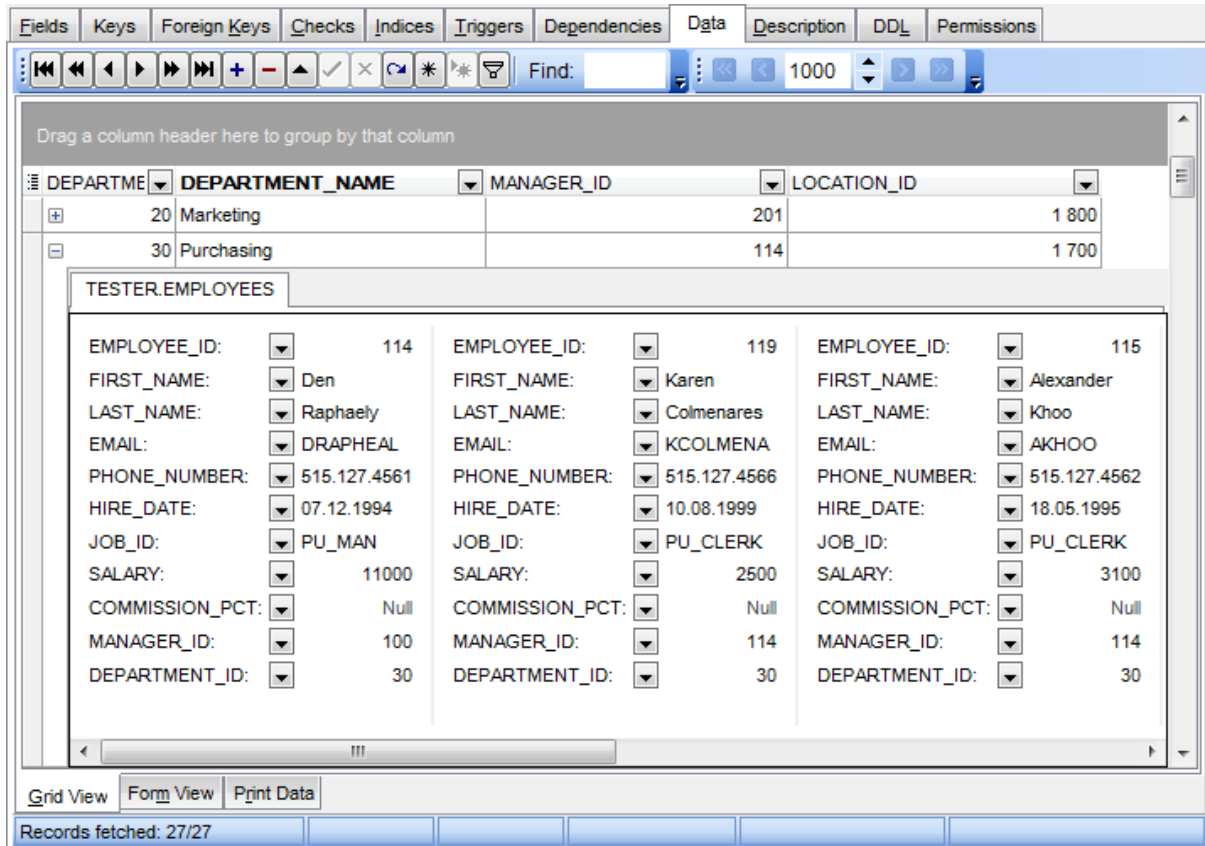 Fields Keys Foreign Keys Checks Indices Triggers Dependencies Data Description DDL Permissions
Find: 1000
Drag a column header here to group by that column
DEPARTME DEPARTMENT_NAME MANAGER_ID LOCATION_ID
20 Marketing 201 1 800
30 Purchasing 114 1 700
TESTER.EMPLOYEES
EMPLOYEE_ID: 114 EMPLOYEE_ID: 119 EMPLOYEE_ID: 115
FIRST_NAME: Den FIRST_NAME: Karen FIRST_NAME: Alexander
LAST_NAME: Raphaely LAST_NAME: Colmenares LAST_NAME: Khoo
EMAIL: DRAPHEAL EMAIL: KCOLMENA EMAIL: AKHOO
PHONE_NUMBER: 515.127.4561 PHONE_NUMBER: 515.127.4566 PHONE_NUMBER: 515.127.4562
HIRE_DATE: 07.12.1994 HIRE_DATE: 10.08.1999 HIRE_DATE: 18.05.1995
JOB_ID: PU_MAN JOB_ID: PU_CLERK JOB_ID: PU_CLERK
SALARY: 11000 SALARY: 2500 SALARY: 3100
COMMISSION_PCT: Null COMMISSION_PCT: Null COMMISSION_PCT: Null
MANAGER_ID: 100 MANAGER_ID: 114 MANAGER_ID: 114
DEPARTMENT_ID: 30 DEPARTMENT_ID: 30 DEPARTMENT_ID: 30
Grid View Form View Print Data
Records fetched: 27/27